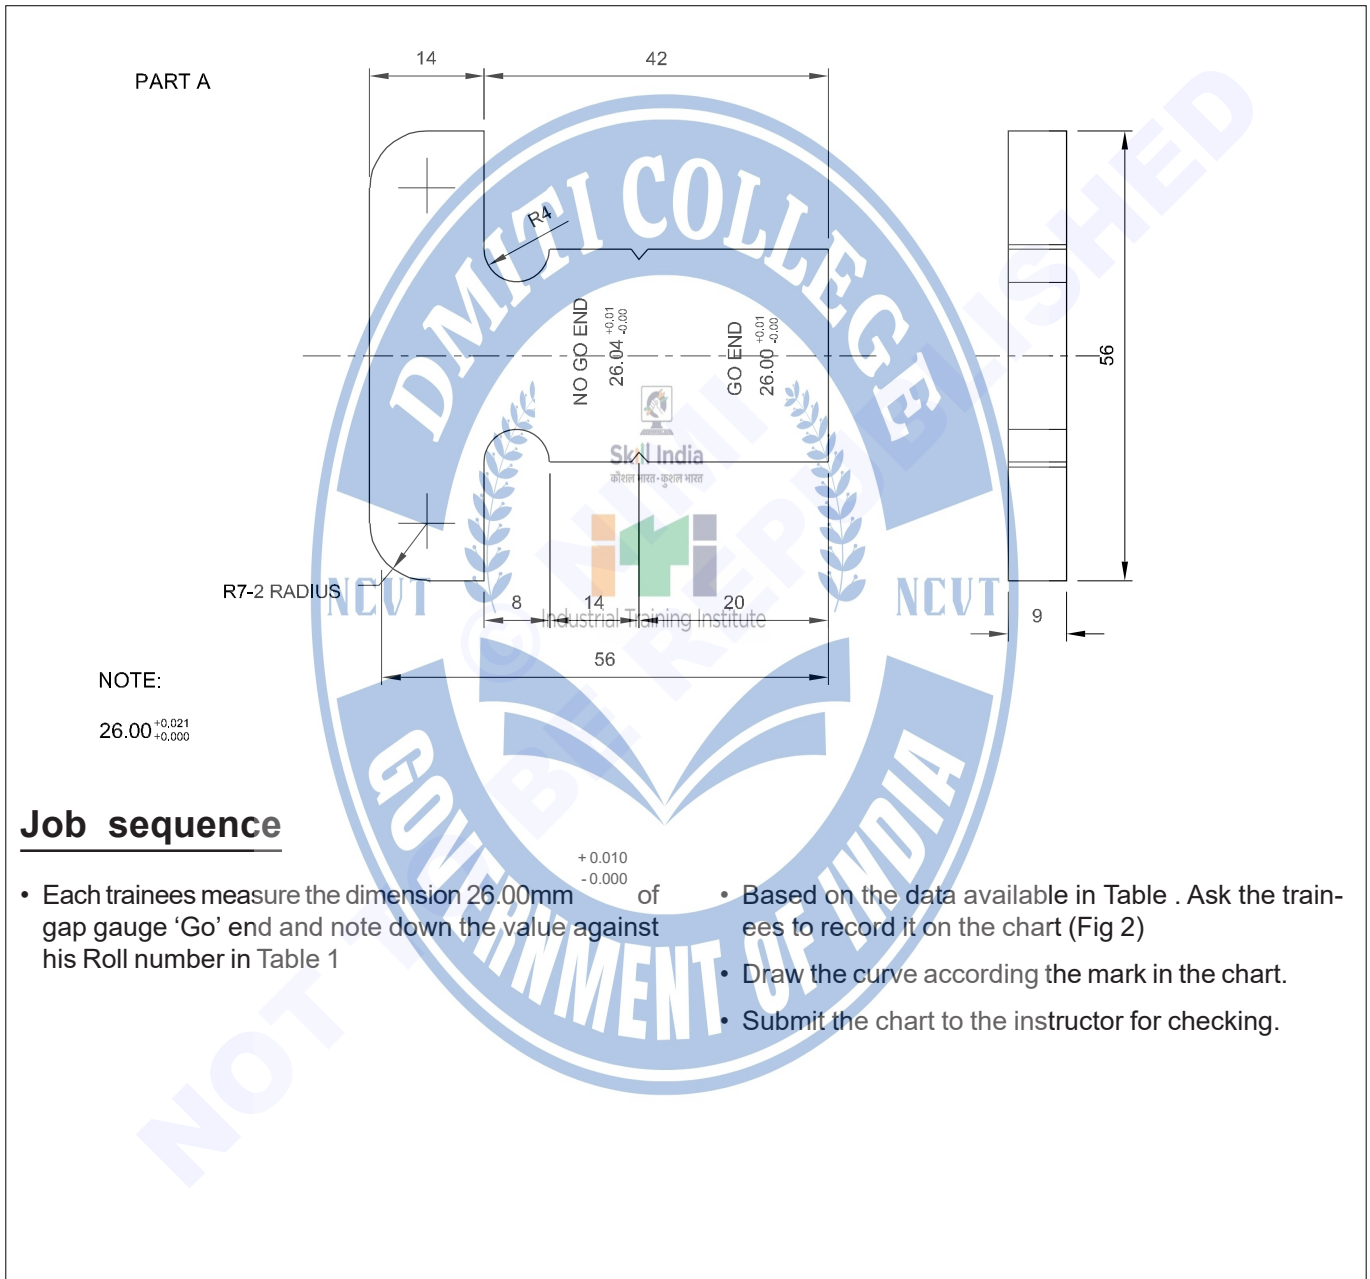 14
42
PART A
R4
NO GO END
26.04 +0.01 -0.00
GO END
26.00 +0.01 -0.00
56
R7-2 RADIUS
8
14
20
9
56
NOTE:
26.00 +0.021 +0.000
Job sequence
+ 0.010
- 0.000
• Each trainees measure the dimension 26.00mm of
gap gauge ‘Go’ end and note down the value against
his Roll number in Table 1
• Based on the data available in Table . Ask the train-
ees to record it on the chart (Fig 2)
• Draw the curve according the mark in the chart.
• Submit the chart to the instructor for checking.
DMITI COLLEGE
Skill India
कौशल भारत-कुशल भारत
iTi
Industrial Training Institute
NCVT
NCVT
GOVERNMENT OF INDIA
© NIMI
NOT TO BE REPUBLISHED